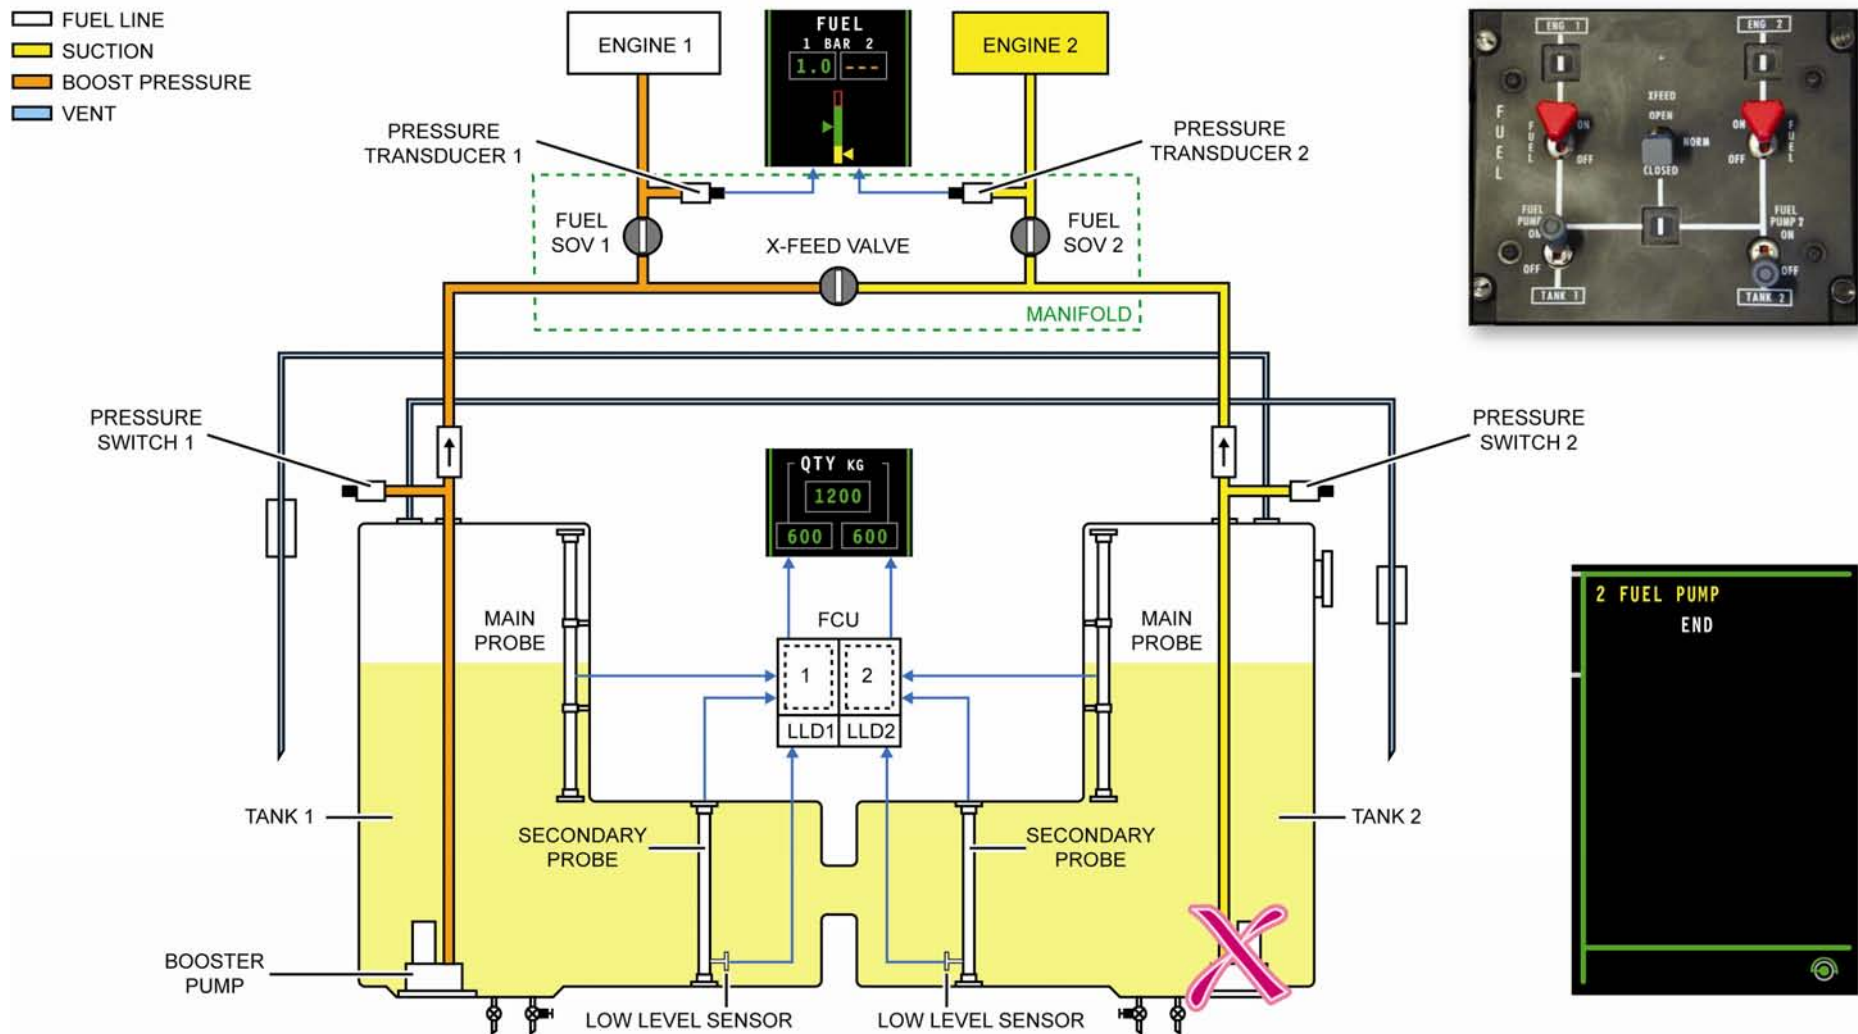 FUEL LINE
SUCTION
BOOST PRESSURE
VENT
ENGINE 1
FUEL
1 BAR 2
1.0 ---
ENGINE 2
PRESSURE
TRANSDUCER 1
PRESSURE
TRANSDUCER 2
FUEL
SOV 1
X-FEED VALVE
FUEL
SOV 2
MANIFOLD
ENG 1
ENG 2
XFEED
OPEN
NORM
CLOSED
FUEL
FUEL
ON
OFF
ON
OFF
FUEL
FUEL
PUMP
ON
OFF
FUEL
PUMP 2
ON
OFF
TANK 1
TANK 2
PRESSURE
SWITCH 1
PRESSURE
SWITCH 2
QTY KG
1200
600 600
MAIN
PROBE
FCU
1 2
LLD1 LLD2
MAIN
PROBE
2 FUEL PUMP
END
TANK 1
SECONDARY
PROBE
SECONDARY
PROBE
TANK 2
BOOSTER
PUMP
LOW LEVEL SENSOR
LOW LEVEL SENSOR